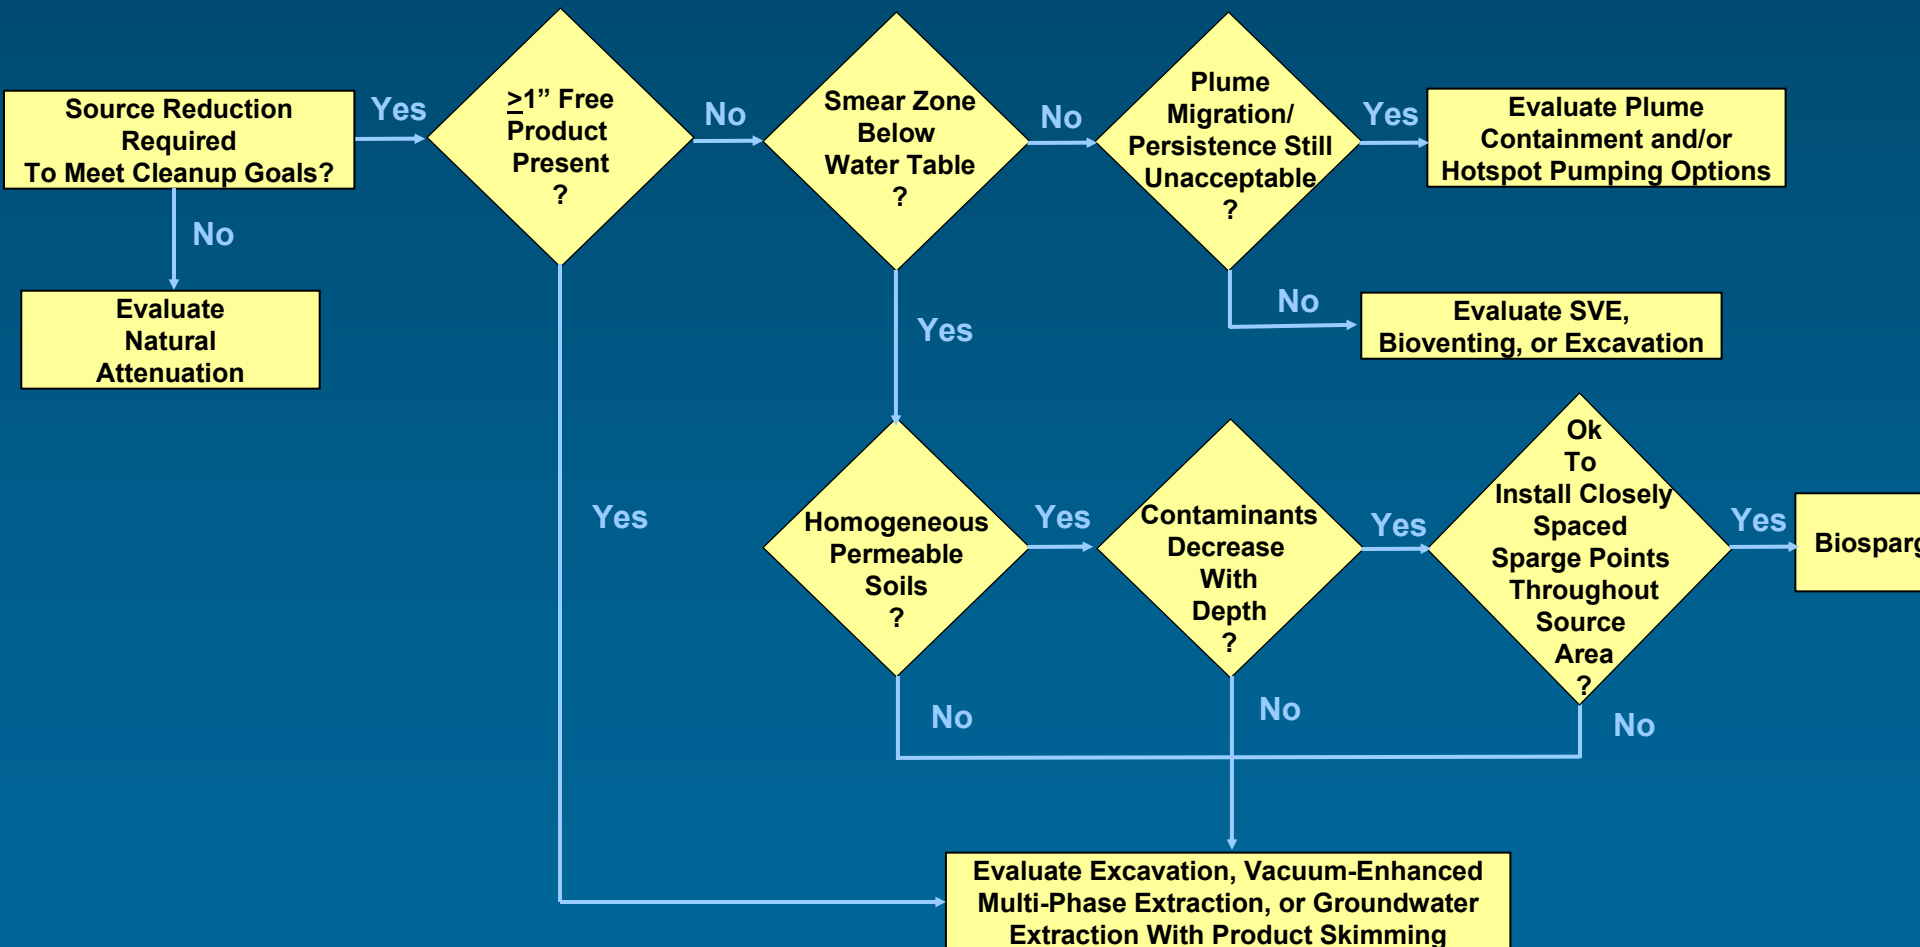 Source Reduction
Required
To Meet Cleanup Goals?
Yes
No
Evaluate
Natural
Attenuation
≥1” Free
Product
Present
?
No
Yes
Smear Zone
Below
Water Table
?
No
Yes
Plume
Migration/
Persistence Still
Unacceptable
?
Yes
Evaluate Plume
Containment and/or
Hotspot Pumping Options
No
Evaluate SVE,
Bioventing, or Excavation
Homogeneous
Permeable
Soils
?
Yes
No
Contaminants
Decrease
With
Depth
?
Yes
No
Ok
To
Install Closely
Spaced
Sparge Points
Throughout
Source
Area
?
Yes
No
Evaluate Excavation, Vacuum-Enhanced
Multi-Phase Extraction, or Groundwater
Extraction With Product Skimming